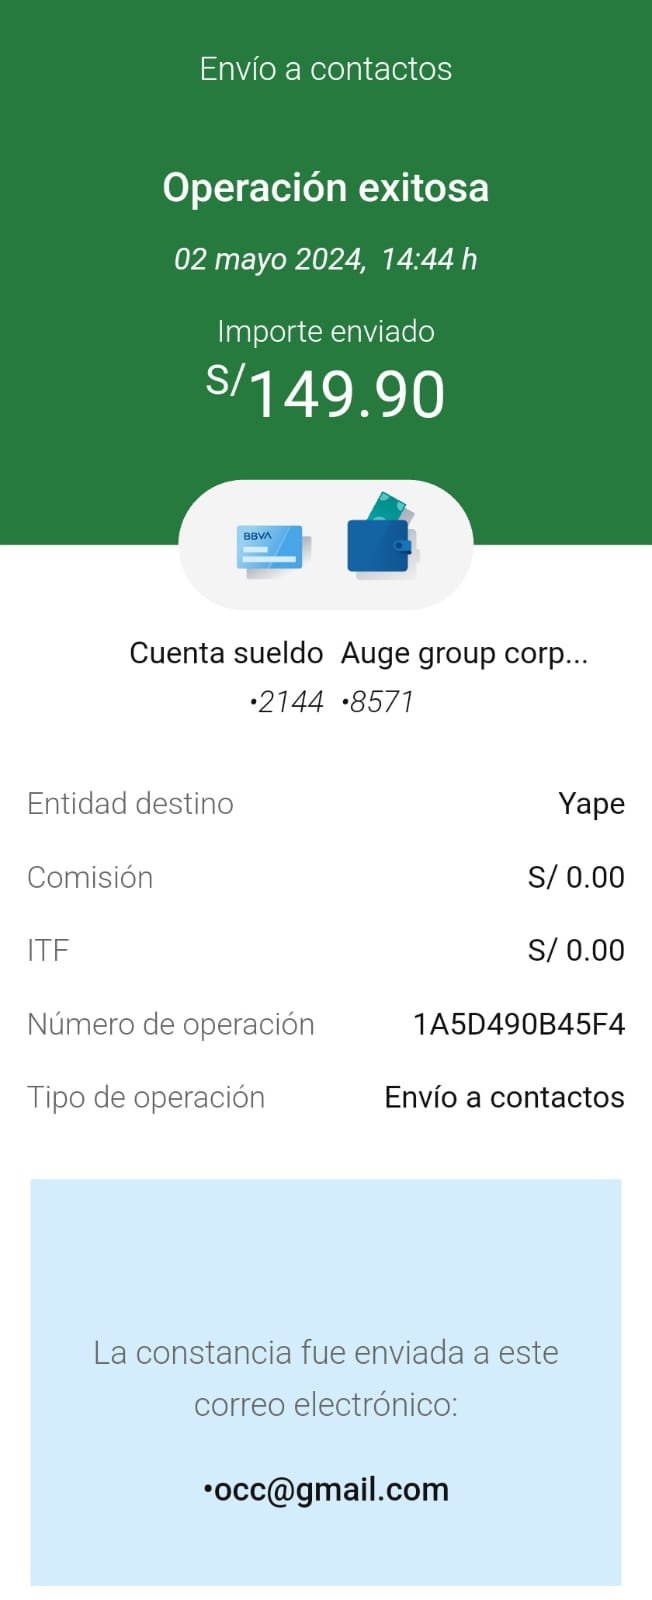 Envío a contactos
Operación exitosa
02 mayo 2024, 14:44 h
Importe enviado
S/149.90
BBVA
Cuenta sueldo Auge group corp...
•2144 •8571
Entidad destino Yape
Comisión S/ 0.00
ITF S/ 0.00
Número de operación 1A5D490B45F4
Tipo de operación Envío a contactos
La constancia fue enviada a este
correo electrónico:
•occ@gmail.com